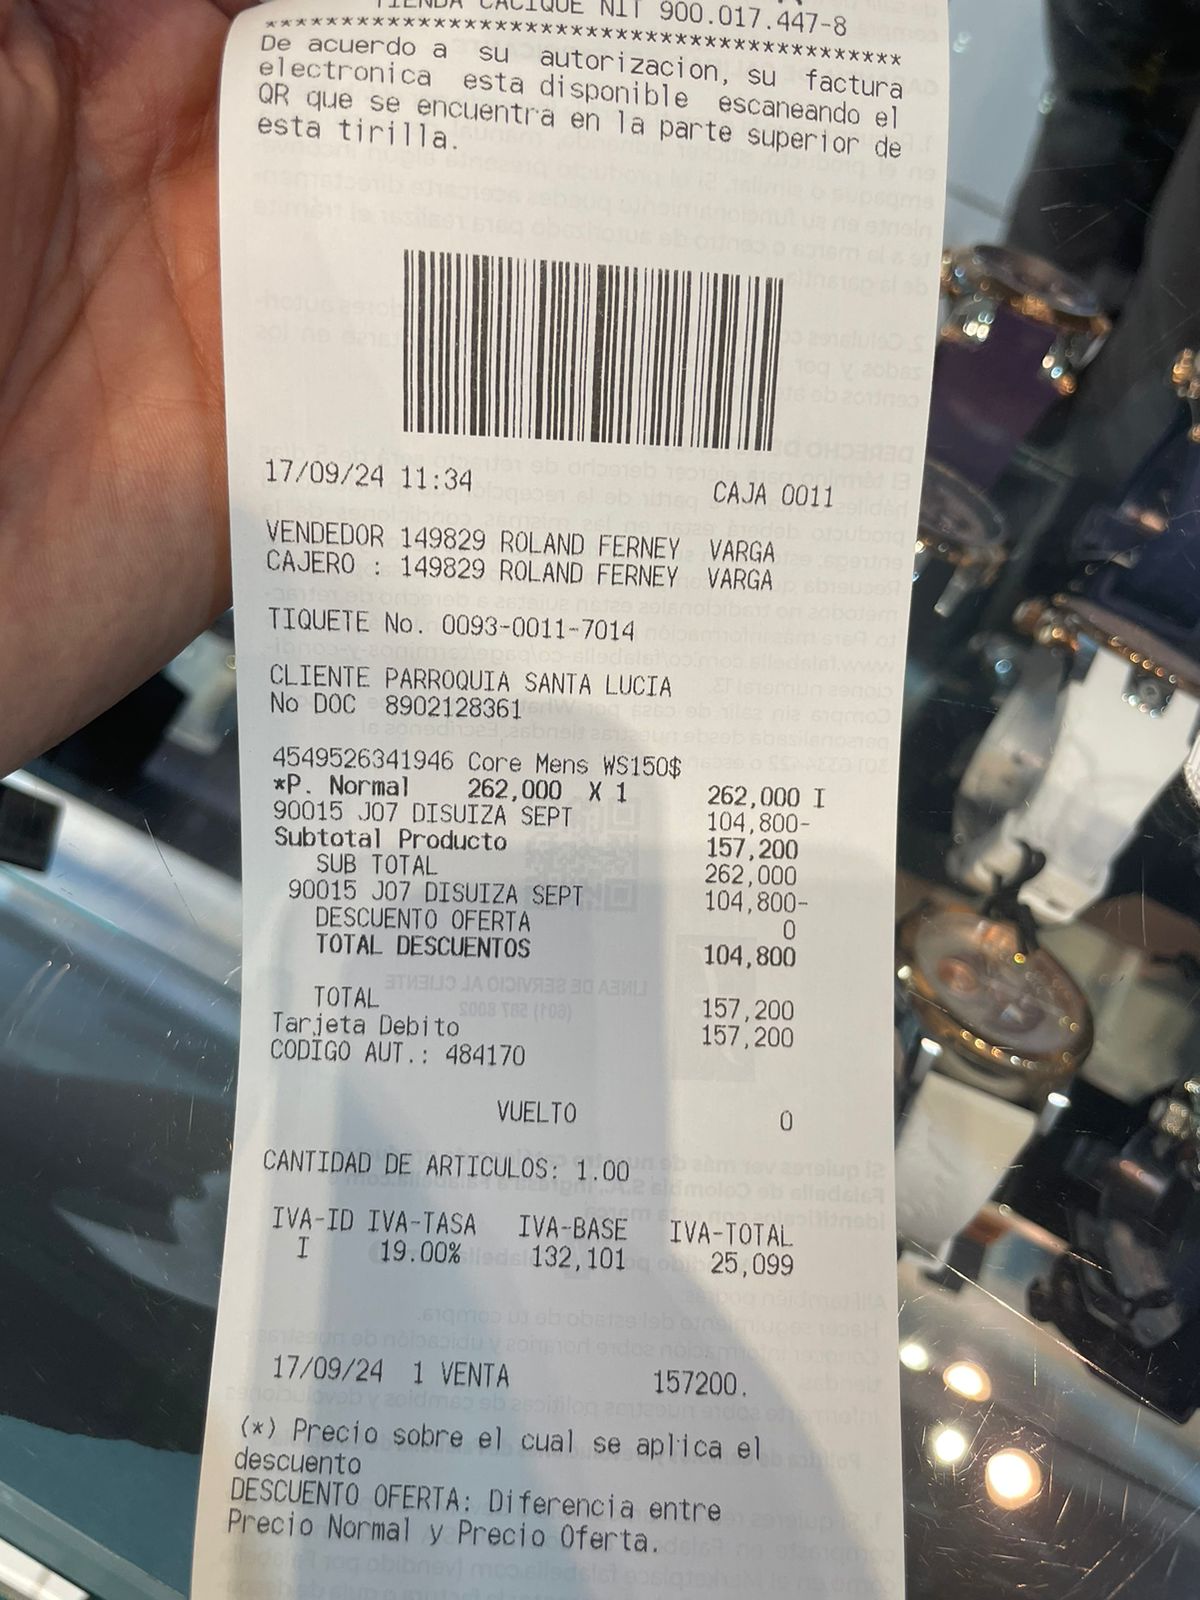 TIENDA CACIQUE NIT 900.017.447-8
********************************************
De acuerdo a su autorizacion, su factura
electronica esta disponible escaneando el
QR que se encuentra en la parte superior de
esta tirilla.
17/09/24 11:34 CAJA 0011
VENDEDOR 149829 ROLAND FERNEY VARGA
CAJERO : 149829 ROLAND FERNEY VARGA
TIQUETE No. 0093-0011-7014
CLIENTE PARROQUIA SANTA LUCIA
No DOC 8902128361
4549526341946 Core Mens WS150$
*P. Normal 262,000 X 1 262,000 I
90015 J07 DISUIZA SEPT 104,800-
Subtotal Producto 157,200
SUB TOTAL 262,000
90015 J07 DISUIZA SEPT 104,800-
DESCUENTO OFERTA 0
TOTAL DESCUENTOS 104,800
TOTAL 157,200
Tarjeta Debito 157,200
CODIGO AUT.: 484170
VUELTO 0
CANTIDAD DE ARTICULOS: 1.00
IVA-ID IVA-TASA IVA-BASE IVA-TOTAL
I 19.00% 132,101 25,099
17/09/24 1 VENTA 157200.
(*) Precio sobre el cual se aplica el
descuento
DESCUENTO OFERTA: Diferencia entre
Precio Normal y Precio Oferta.